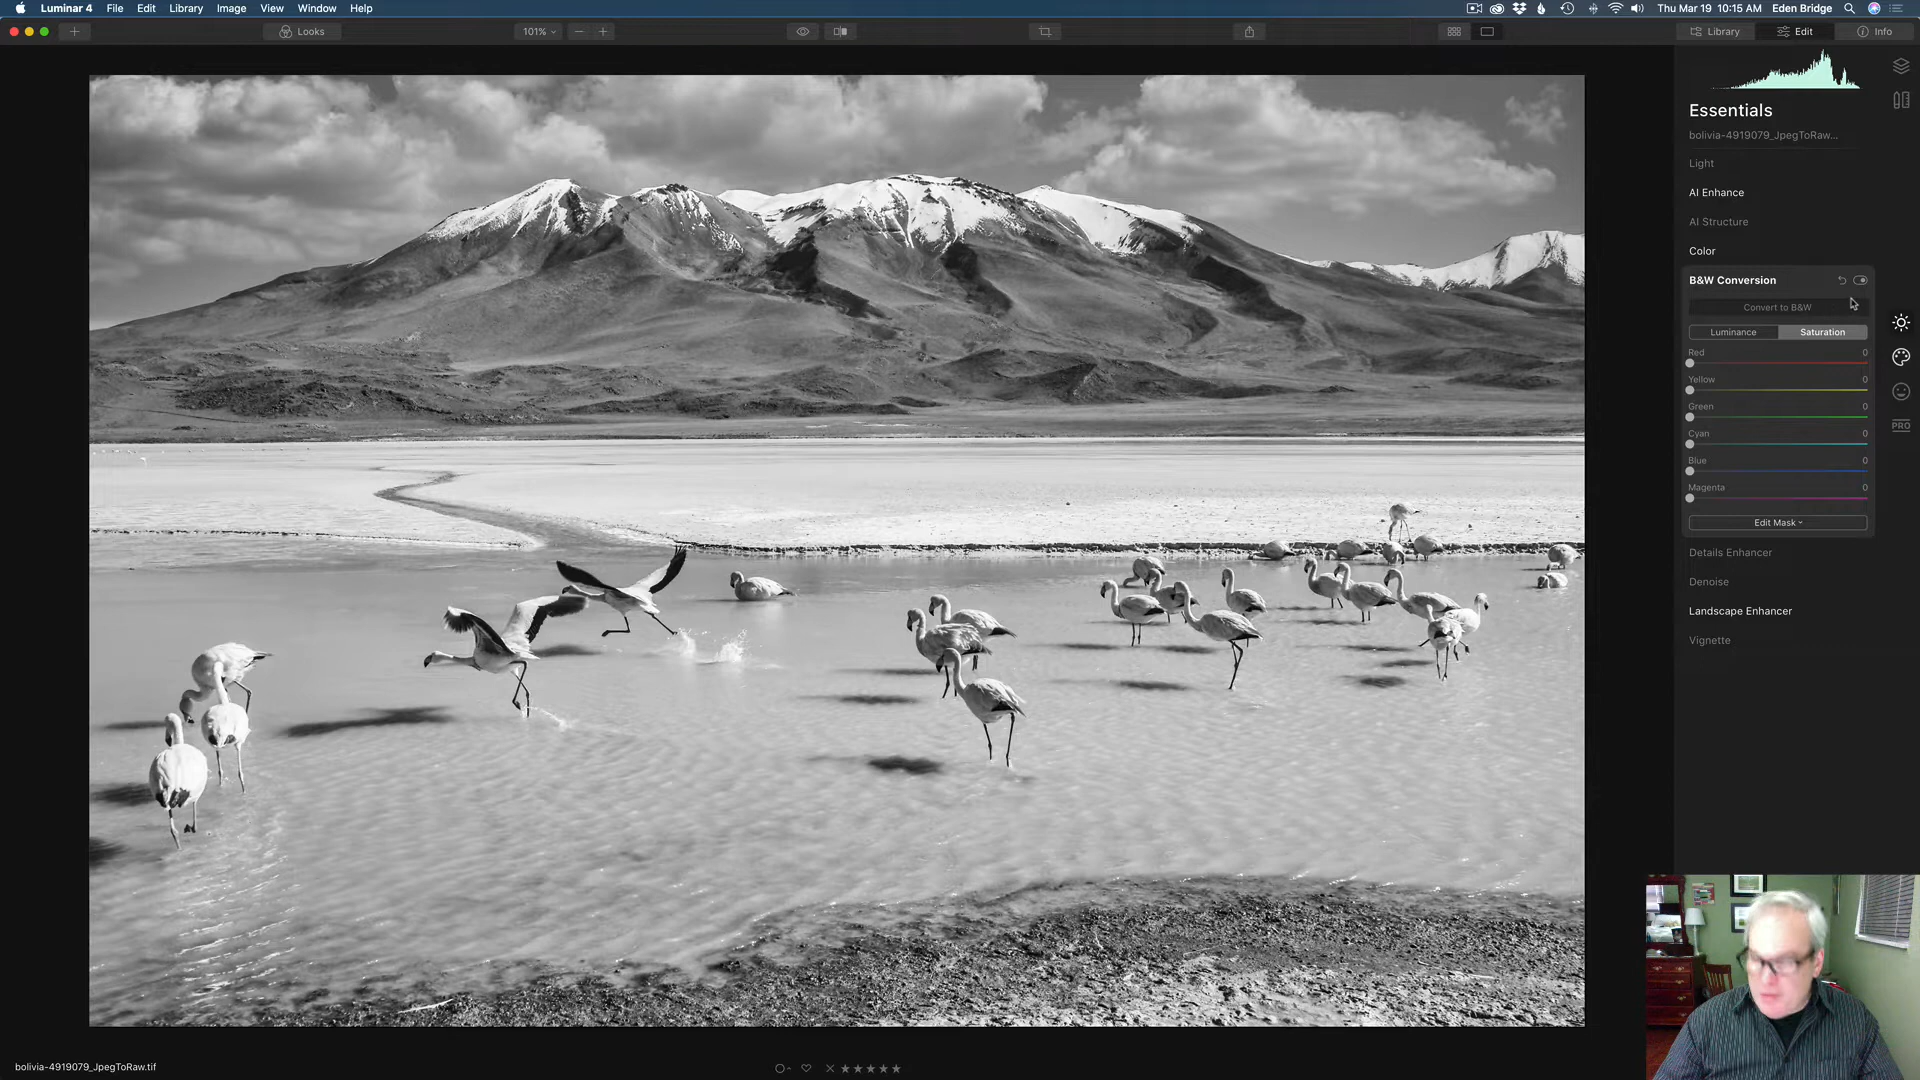 Luminar 4 File Edit Library Image View Window Help Thu Mar 19 10:15 AM Eden Bridge
Looks 101% Library Edit Info
Essentials
bolivia-4919079_JpegToRaw...
Light
AI Enhance
AI Structure
Color
B&W Conversion
Convert to B&W
Luminance Saturation
Red 0
Yellow 0
Green 0
Cyan 0
Blue 0
Magenta 0
Edit Mask
Details Enhancer
Denoise
Landscape Enhancer
Vignette
PRO
bolivia-4919079_JpegToRaw.tif